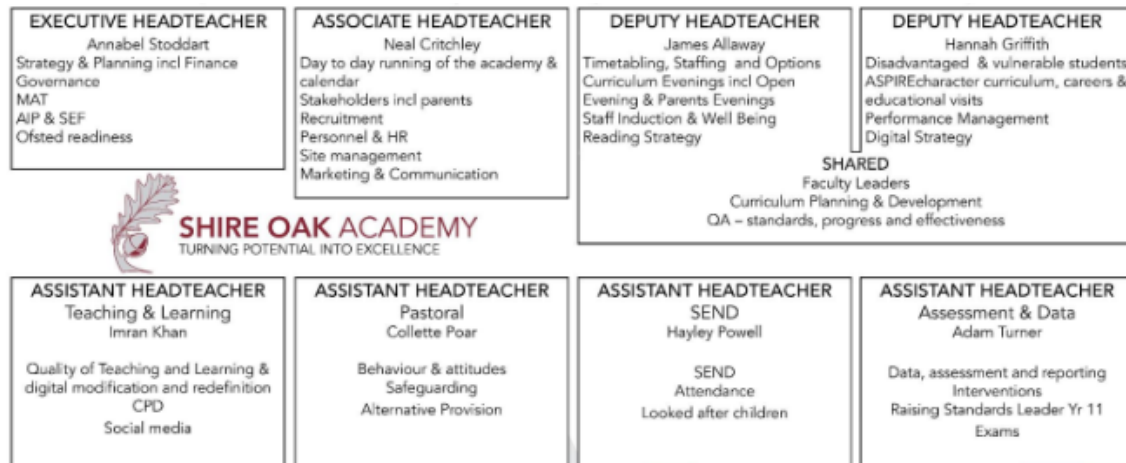 EXECUTIVE HEADTEACHER
Annabel Stoddart
Strategy & Planning incl Finance
Governance
MAT
AIP & SEF
Ofsted readiness
ASSOCIATE HEADTEACHER
Neal Critchley
Day to day running of the academy &
calendar
Stakeholders incl parents
Recruitment
Personnel & HR
Site management
Marketing & Communication
DEPUTY HEADTEACHER
James Allaway
Timetabling, Staffing and Options
Curriculum Evenings incl Open
Evening & Parents Evenings
Staff Induction & Well Being
Reading Strategy
DEPUTY HEADTEACHER
Hannah Griffith
Disadvantaged & vulnerable students
ASPIREcharacter curriculum, careers &
educational visits
Performance Management
Digital Strategy
SHARED
Faculty Leaders
Curriculum Planning & Development
QA – standards, progress and effectiveness
SHIRE OAK ACADEMY
TURNING POTENTIAL INTO EXCELLENCE
ASSISTANT HEADTEACHER
Teaching & Learning
Imran Khan
Quality of Teaching and Learning &
digital modification and redefinition
CPD
Social media
ASSISTANT HEADTEACHER
Pastoral
Collette Poar
Behaviour & attitudes
Safeguarding
Alternative Provision
ASSISTANT HEADTEACHER
SEND
Hayley Powell
SEND
Attendance
Looked after children
ASSISTANT HEADTEACHER
Assessment & Data
Adam Turner
Data, assessment and reporting
Interventions
Raising Standards Leader Yr 11
Exams